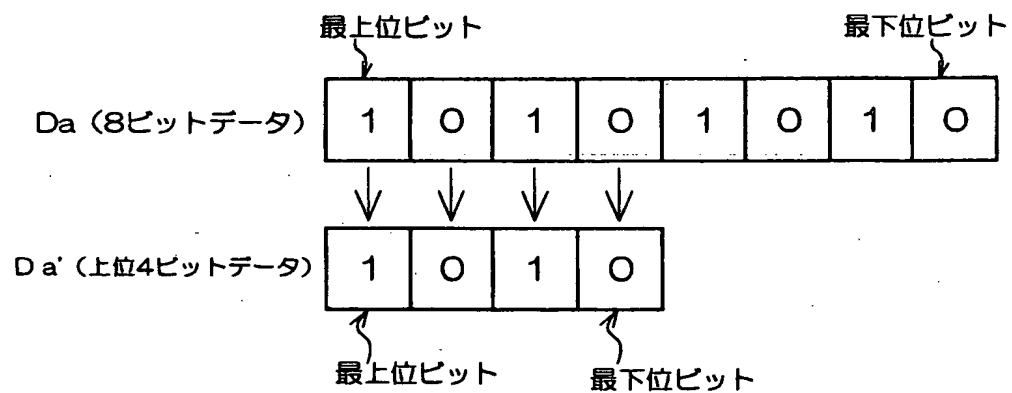 最上位ビット 最下位ビット
Da（8ビットデータ） 1 0 1 0 1 0 1 0
Da'（上位4ビットデータ） 1 0 1 0
最上位ビット 最下位ビット